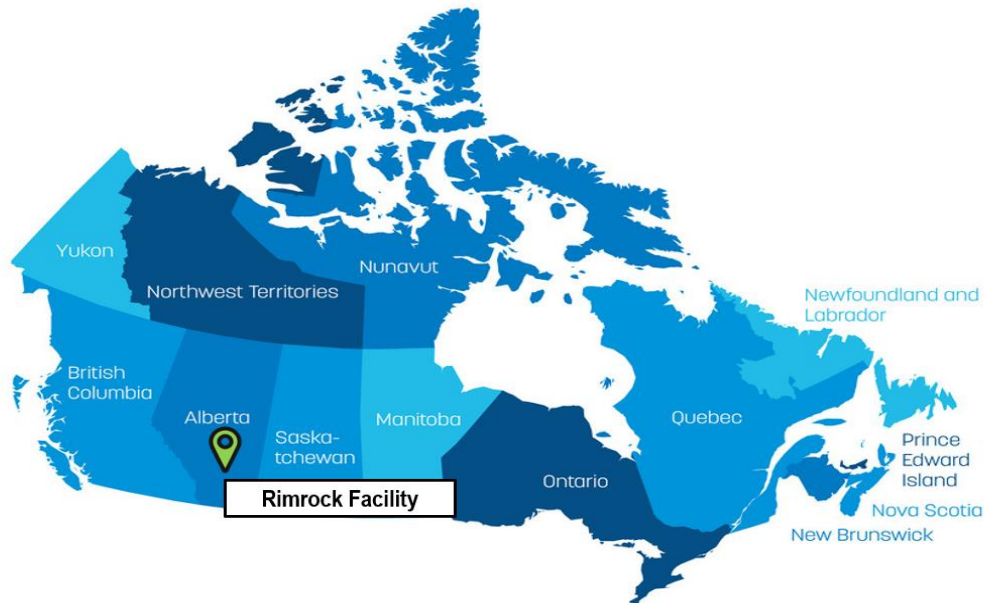 Yukon
Northwest Territories
Nunavut
Newfoundland and
Labrador
British
Columbia
Alberta
Saska-
tchewan
Manitoba
Quebec
Ontario
Prince
Edward
Island
Nova Scotia
New Brunswick
Rimrock Facility